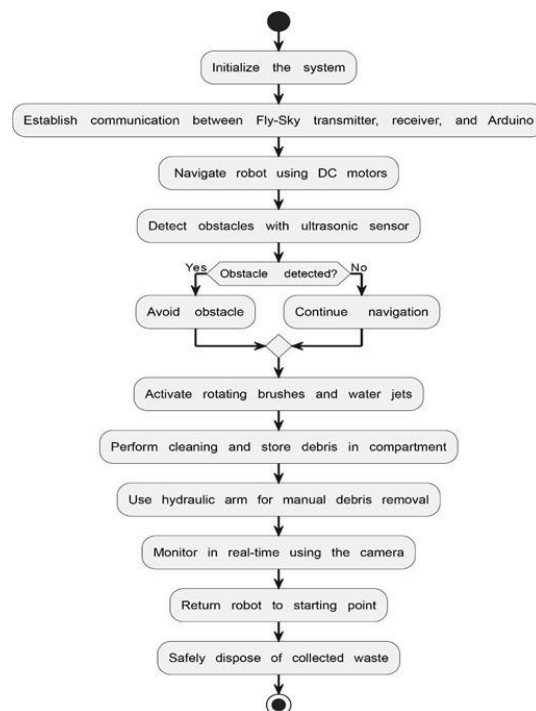 Initialize the system
Establish communication between Fly-Sky transmitter, receiver, and Arduino
Navigate robot using DC motors
Detect obstacles with ultrasonic sensor
Yes
Obstacle detected?
No
Avoid obstacle
Continue navigation
Activate rotating brushes and water jets
Perform cleaning and store debris in compartment
Use hydraulic arm for manual debris removal
Monitor in real-time using the camera
Return robot to starting point
Safely dispose of collected waste